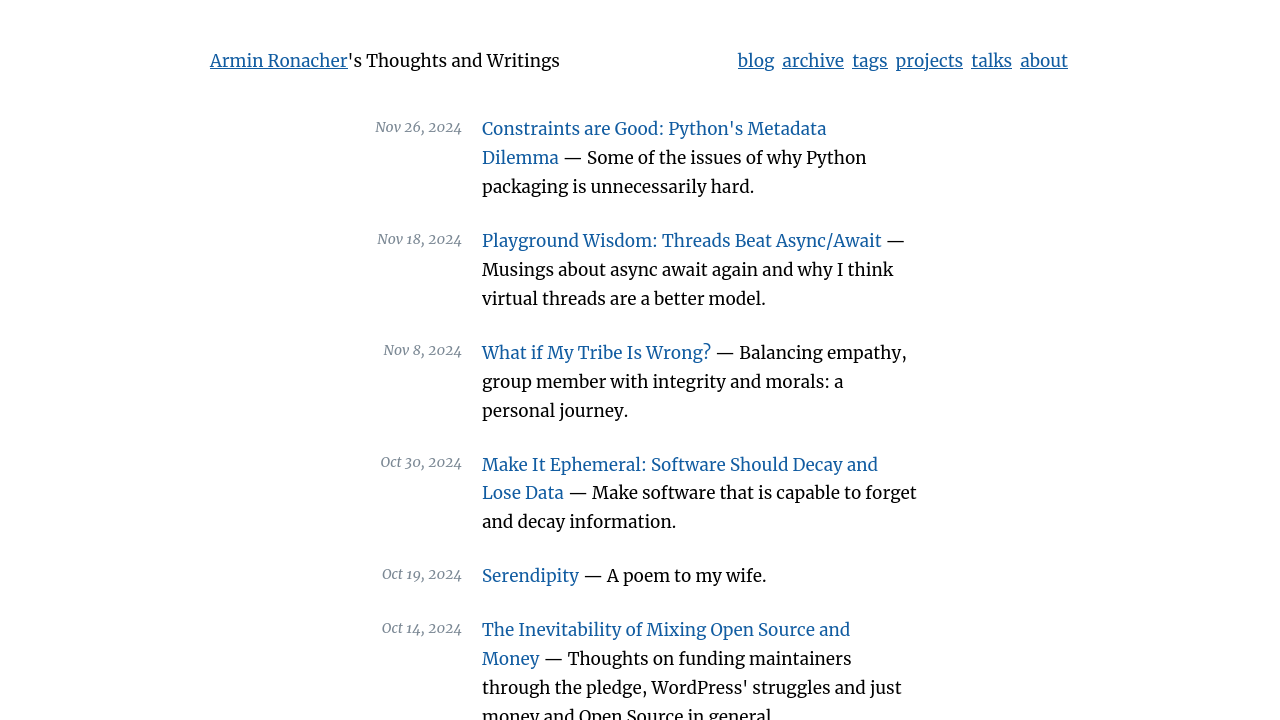 Armin Ronacher's Thoughts and Writings
blog archive tags projects talks about
Nov 26, 2024
Constraints are Good: Python's Metadata
Dilemma — Some of the issues of why Python
packaging is unnecessarily hard.
Nov 18, 2024
Playground Wisdom: Threads Beat Async/Await —
Musings about async await again and why I think
virtual threads are a better model.
Nov 8, 2024
What if My Tribe Is Wrong? — Balancing empathy,
group member with integrity and morals: a
personal journey.
Oct 30, 2024
Make It Ephemeral: Software Should Decay and
Lose Data — Make software that is capable to forget
and decay information.
Oct 19, 2024
Serendipity — A poem to my wife.
Oct 14, 2024
The Inevitability of Mixing Open Source and
Money — Thoughts on funding maintainers
through the pledge, WordPress' struggles and just
money and Open Source in general.